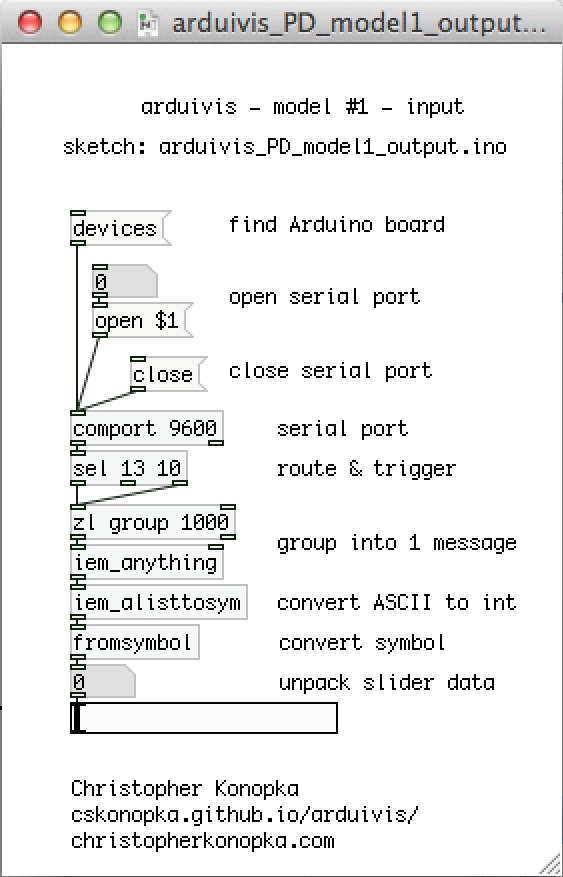 arduivis_PD_model1_output...
arduivis – model #1 – input
sketch: arduivis_PD_model1_output.ino
devices
find Arduino board
0
open serial port
open $1
close
close serial port
comport 9600
serial port
sel 13 10
route & trigger
zl group 1000
group into 1 message
iem_anything
iem_alisttosym
convert ASCII to int
fromsymbol
convert symbol
0
unpack slider data
Christopher Konopka
cskonopka.github.io/arduivis/
christopherkonopka.com